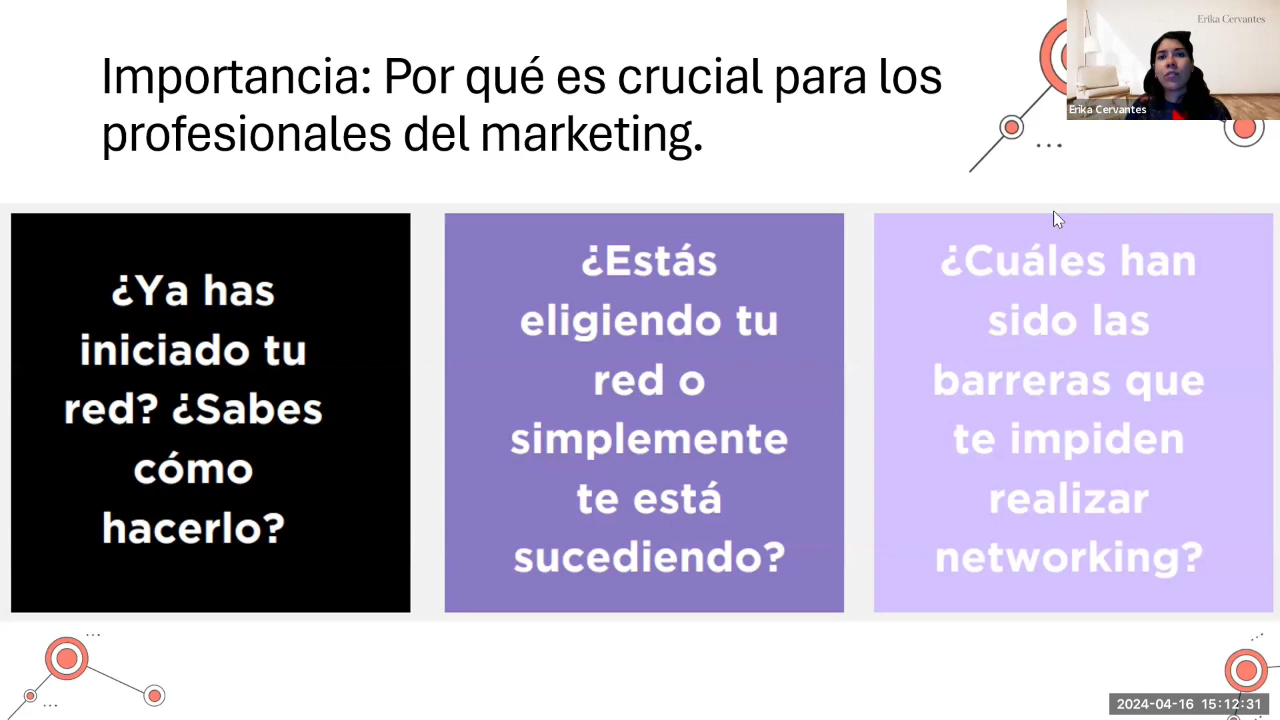 Importancia: Por qué es crucial para los
profesionales del marketing.
Erika Cervantes
Erika Cervantes
¿Ya has
iniciado tu
red? ¿Sabes
cómo
hacerlo?
¿Estás
eligiendo tu
red o
simplemente
te está
sucediendo?
¿Cuáles han
sido las
barreras que
te impiden
realizar
networking?
2024-04-16 15:12:31